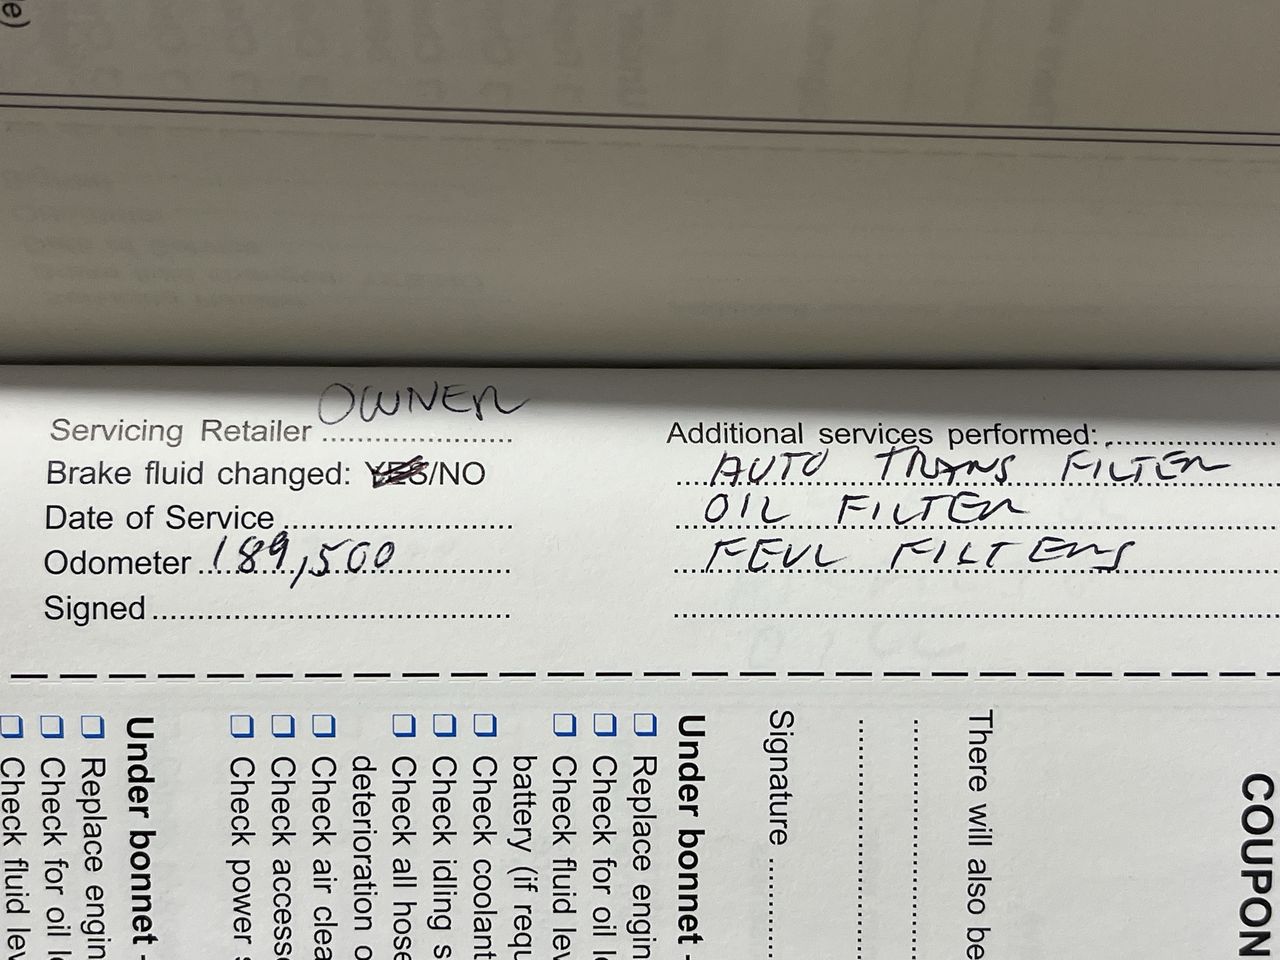 e)
OWNER
Servicing Retailer ........................
Brake fluid changed: YES/NO
Date of Service .............................
Odometer 189,500
Signed .............................................
Additional services performed: ......................
AUTO TRANS FILTER
OIL FILTER
FEUL FILTERS
COUPON
There will also be
Signature ............
Under bonnet -
❑ Replace engin
❑ Check for oil l
❑ Check fluid lev
battery (if requ
❑ Check coolant
❑ Check idling s
❑ Check all hose
deterioration o
❑ Check air clea
❑ Check access
❑ Check power s
Under bonnet -
❑ Replace engin
❑ Check for oil l
❑ Check fluid lev